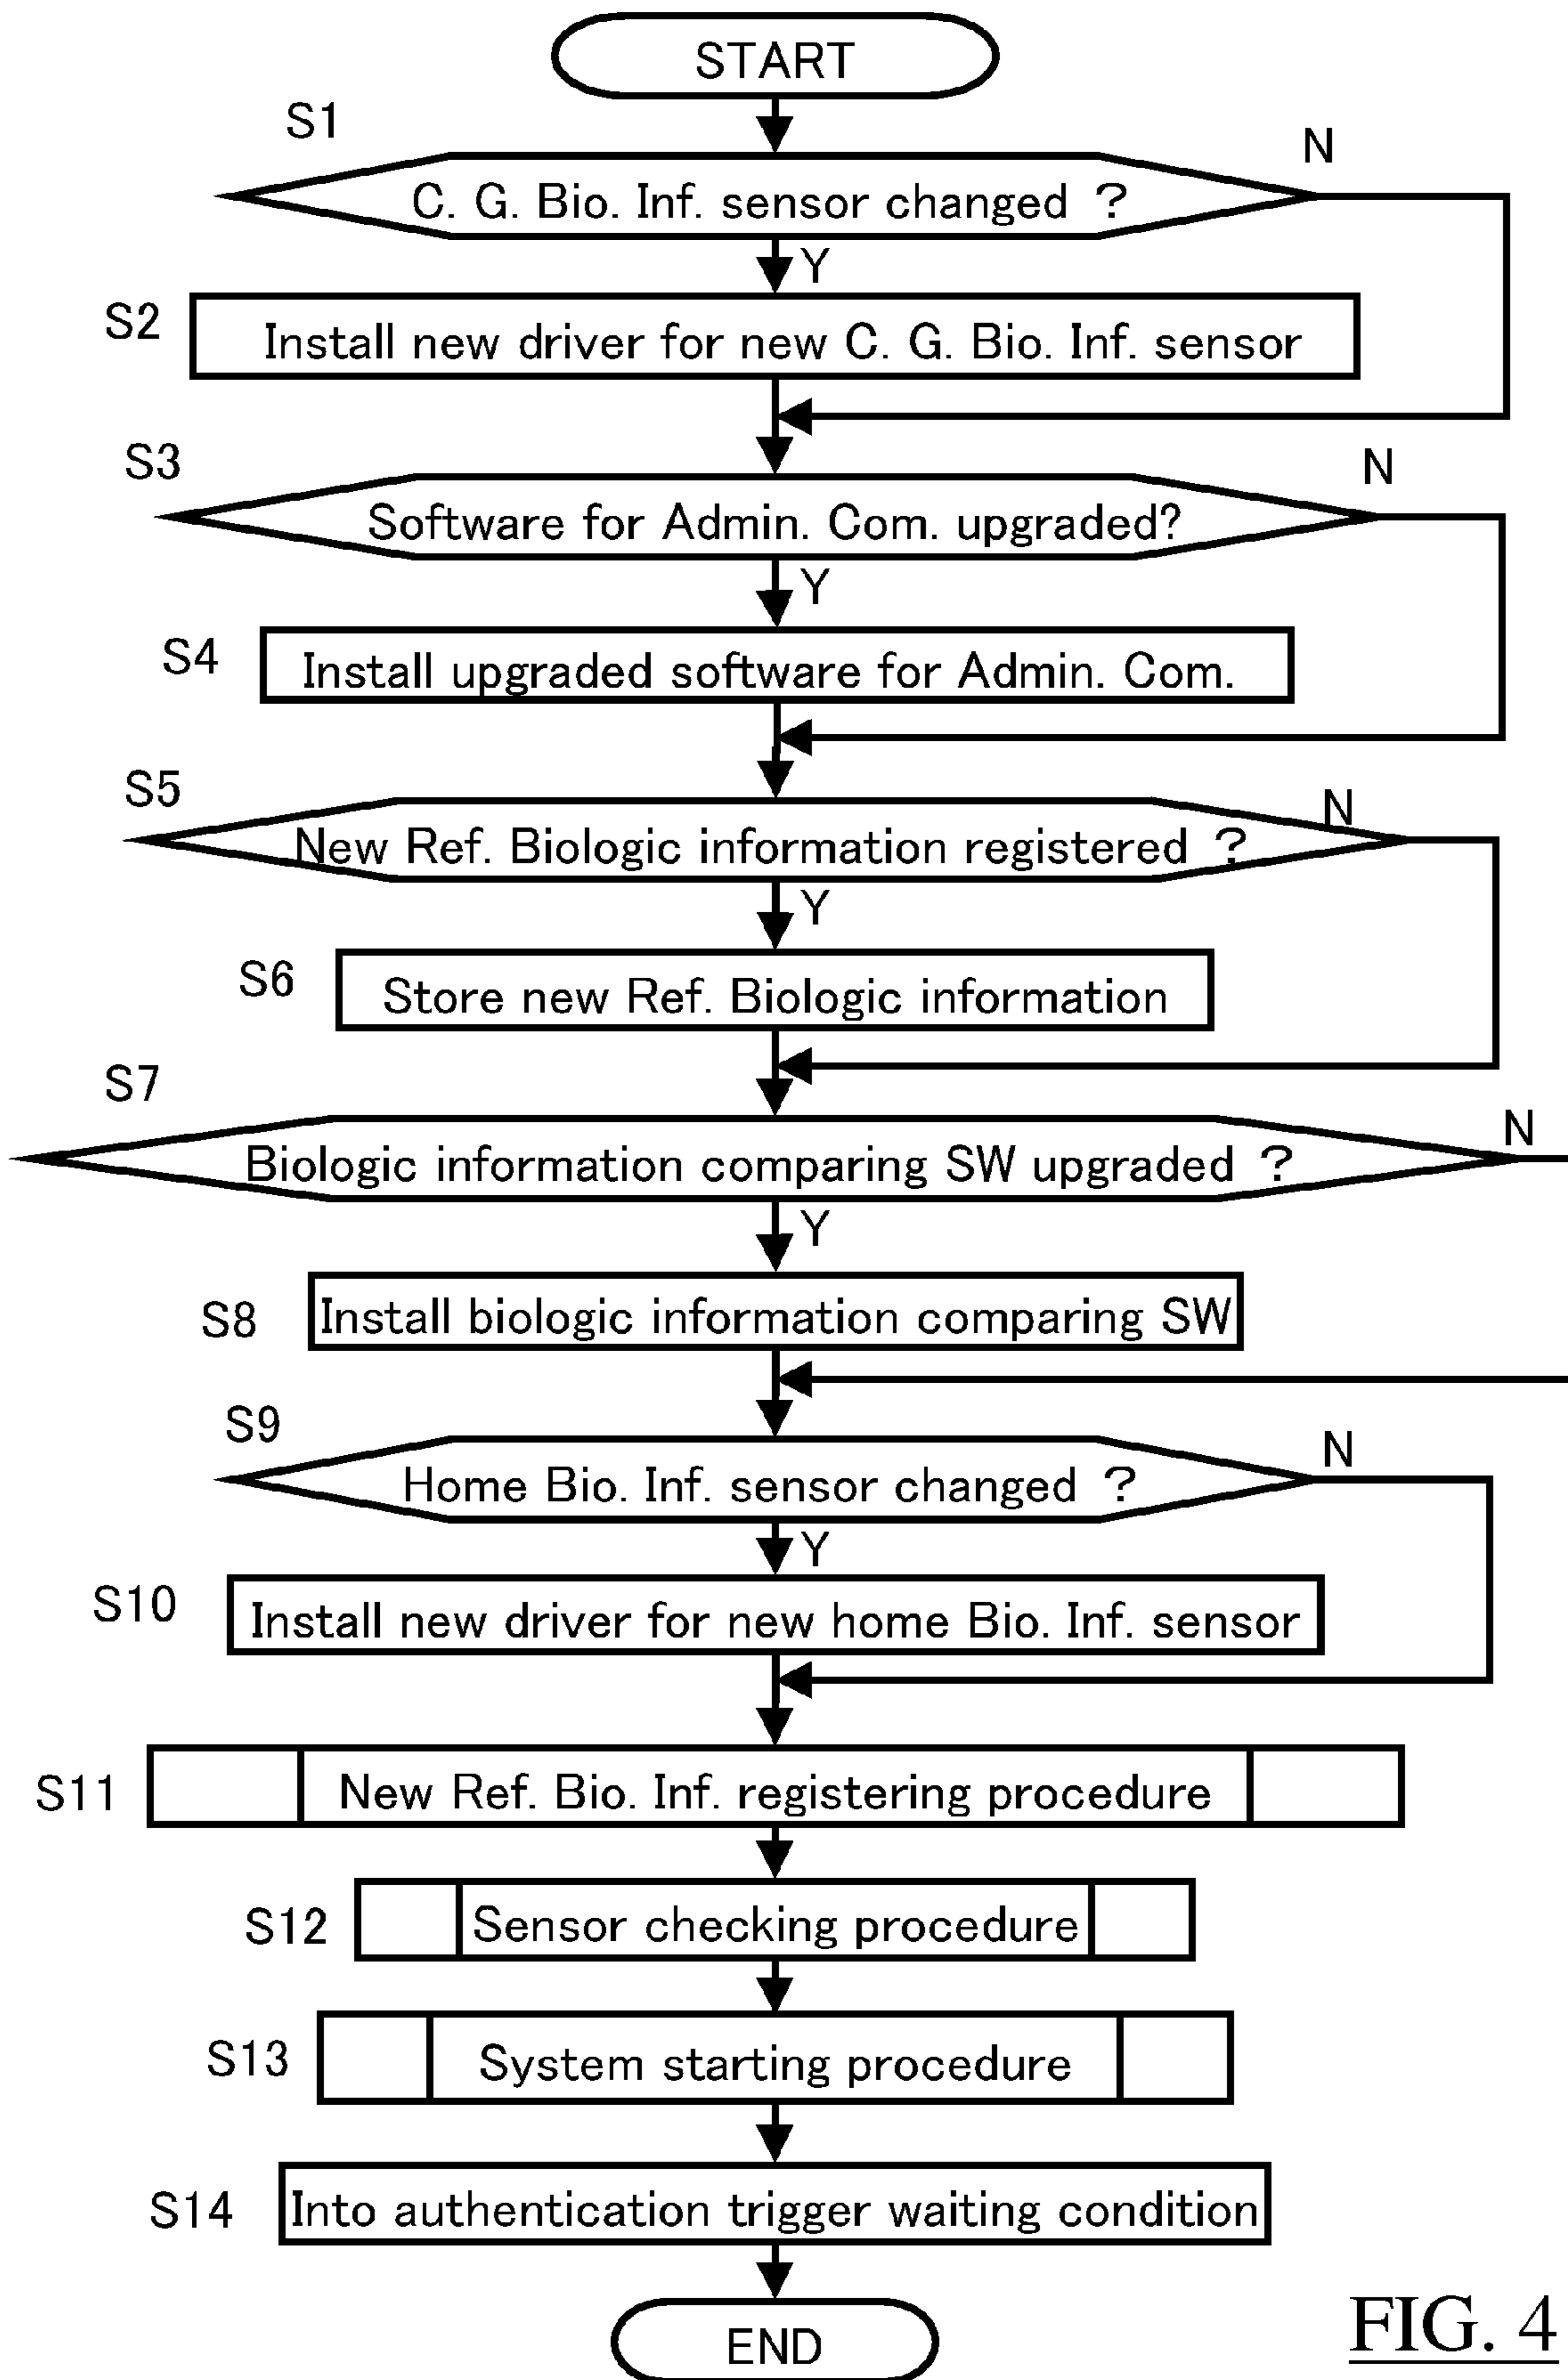 START
S1
N
C. G. Bio. Inf. sensor changed ?
Y
S2
Install new driver for new C. G. Bio. Inf. sensor
S3
N
Software for Admin. Com. upgraded?
Y
S4
Install upgraded software for Admin. Com.
S5
N
New Ref. Biologic information registered ?
Y
S6
Store new Ref. Biologic information
S7
N
Biologic information comparing SW upgraded ?
Y
S8
Install biologic information comparing SW
S9
N
Home Bio. Inf. sensor changed ?
Y
S10
Install new driver for new home Bio. Inf. sensor
S11
New Ref. Bio. Inf. registering procedure
S12
Sensor checking procedure
S13
System starting procedure
S14
Into authentication trigger waiting condition
END
FIG. 4